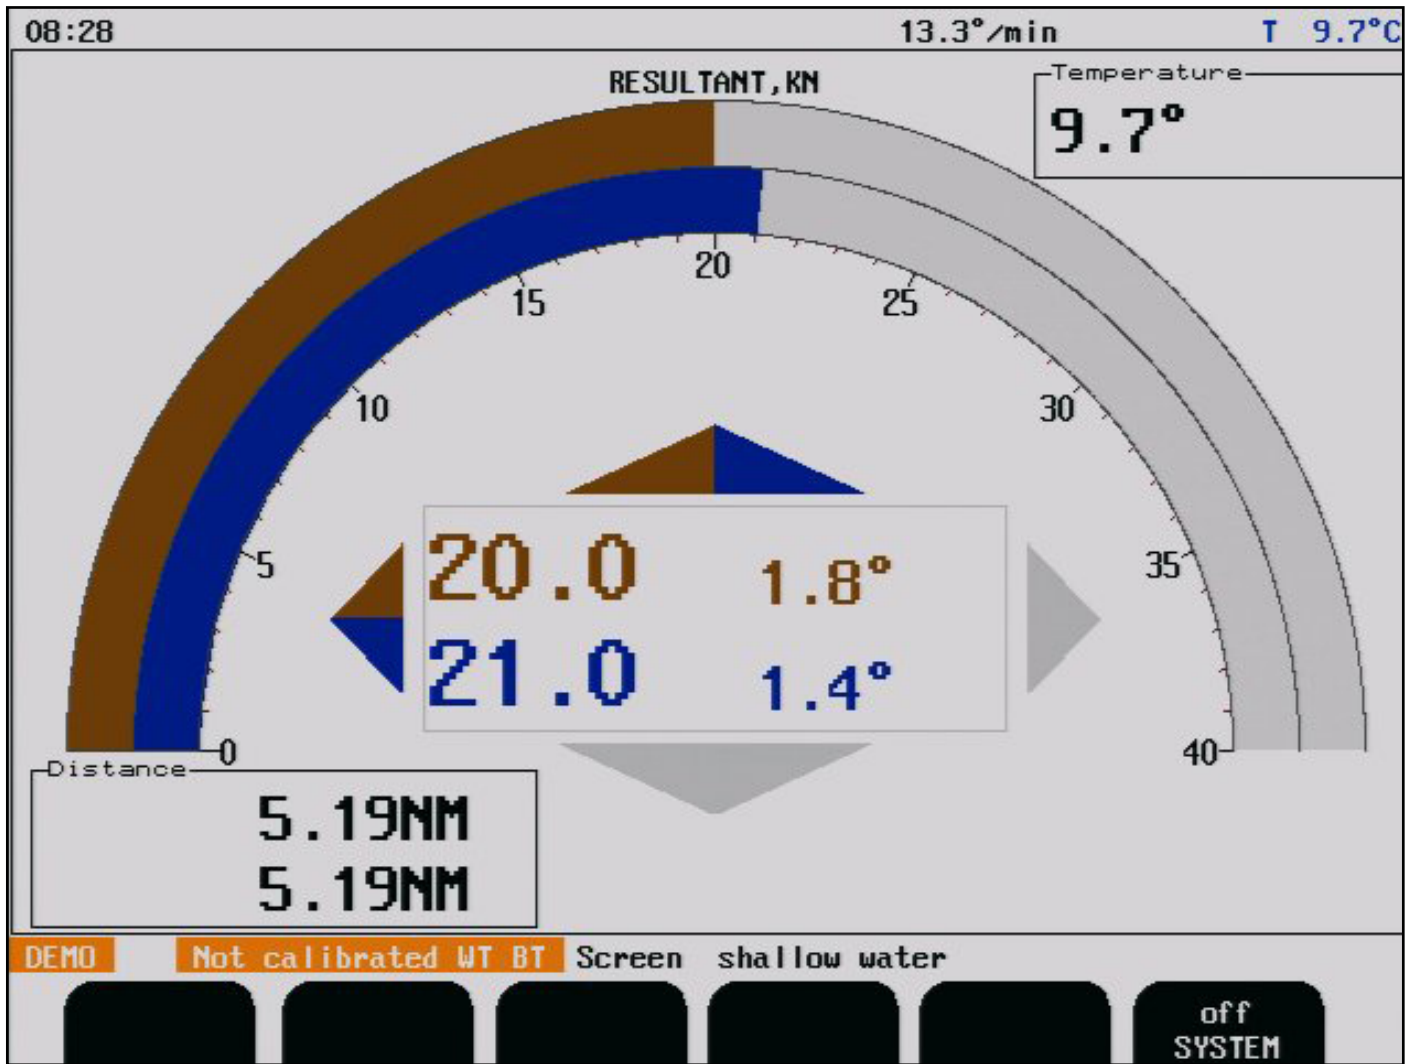 08:28 13.3°/min T 9.7°C
RESULTANT,KN
Temperature
9.7°
20
15 25
10 30
5 35
0 40
20.0 1.8°
21.0 1.4°
Distance
5.19NM
5.19NM
DEMO Not calibrated WT BT Screen shallow water
off
SYSTEM